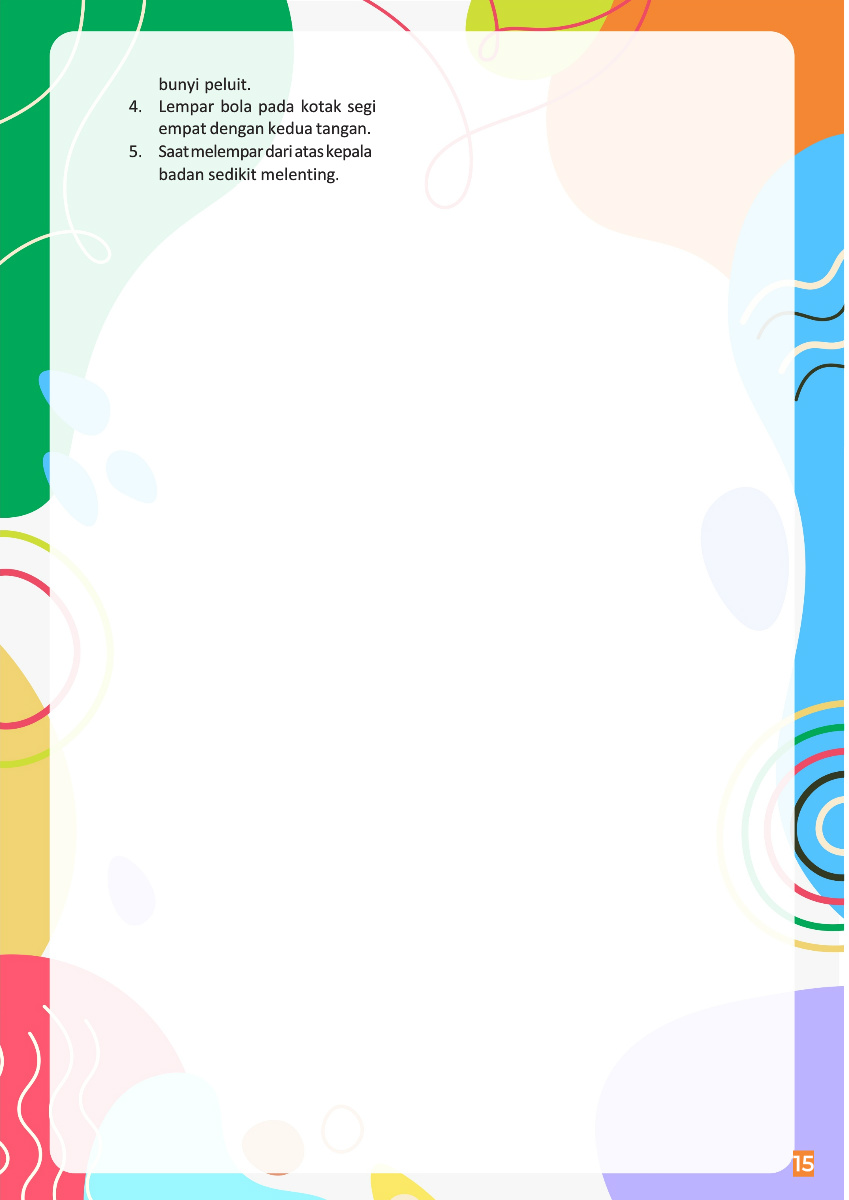 bunyi peluit.
4. Lempar bola pada kotak segi
empat dengan kedua tangan.
5. Saat melempar dari atas kepala
badan sedikit melenting.
15